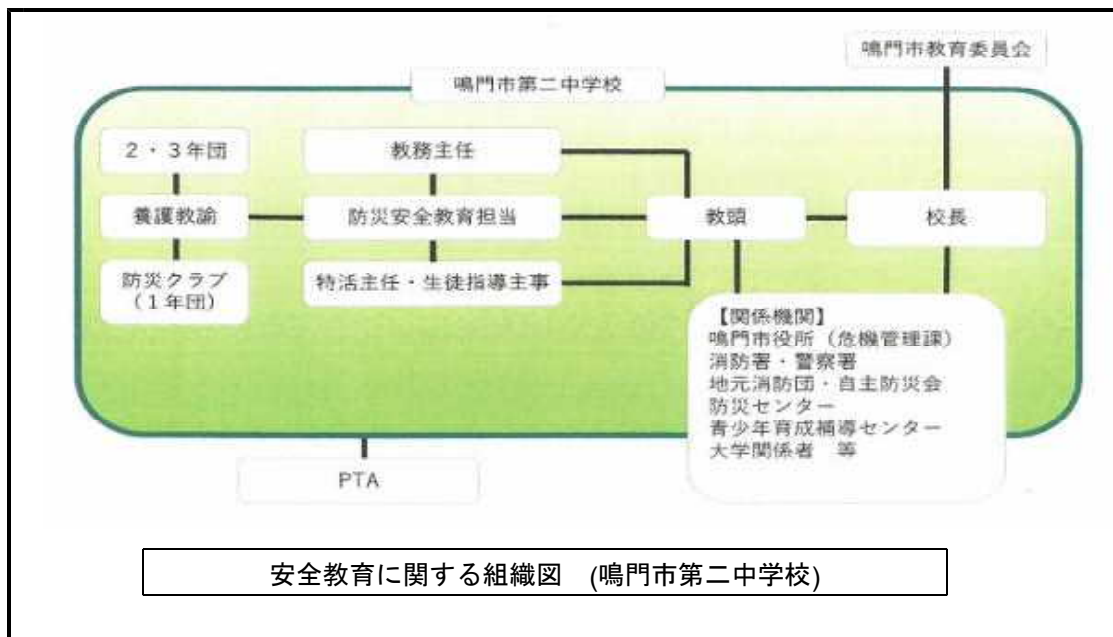 鳴門市教育委員会
鳴門市第二中学校
2・3年団
教務主任
養護教諭
防災安全教育担当
教頭
校長
防災クラブ
(1年団)
特活主任・生徒指導主事
【関係機関】
鳴門市役所(危機管理課)
消防署・警察署
地元消防団・自主防災会
防災センター
青少年育成補導センター
大学関係者 等
PTA
安全教育に関する組織図 (鳴門市第二中学校)